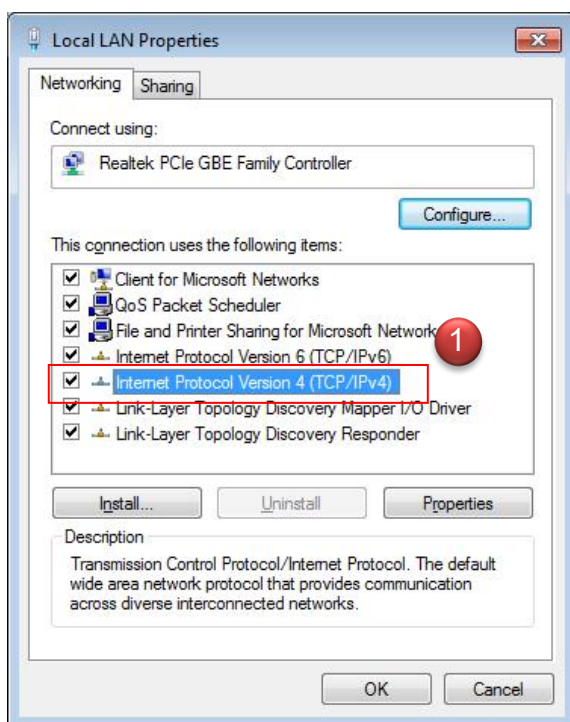 Local LAN Properties
Networking Sharing
Connect using:
Realtek PCIe GBE Family Controller
Configure...
This connection uses the following items:
Client for Microsoft Networks
QoS Packet Scheduler
File and Printer Sharing for Microsoft Networks
1
Internet Protocol Version 6 (TCP/IPv6)
Internet Protocol Version 4 (TCP/IPv4)
Link-Layer Topology Discovery Mapper I/O Driver
Link-Layer Topology Discovery Responder
Install... Uninstall Properties
Description
Transmission Control Protocol/Internet Protocol. The default
wide area network protocol that provides communication
across diverse interconnected networks.
OK Cancel